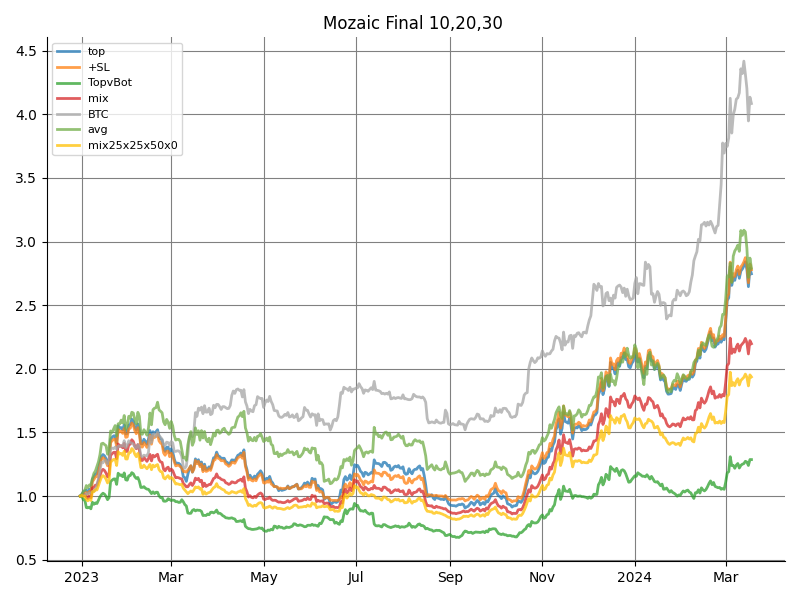 Mozaic Final 10,20,30
4.5
4.0
3.5
3.0
2.5
2.0
1.5
1.0
0.5
top
+SL
TopvBot
mix
BTC
avg
mix25x25x50x0
2023 Mar May Jul Sep Nov 2024 Mar